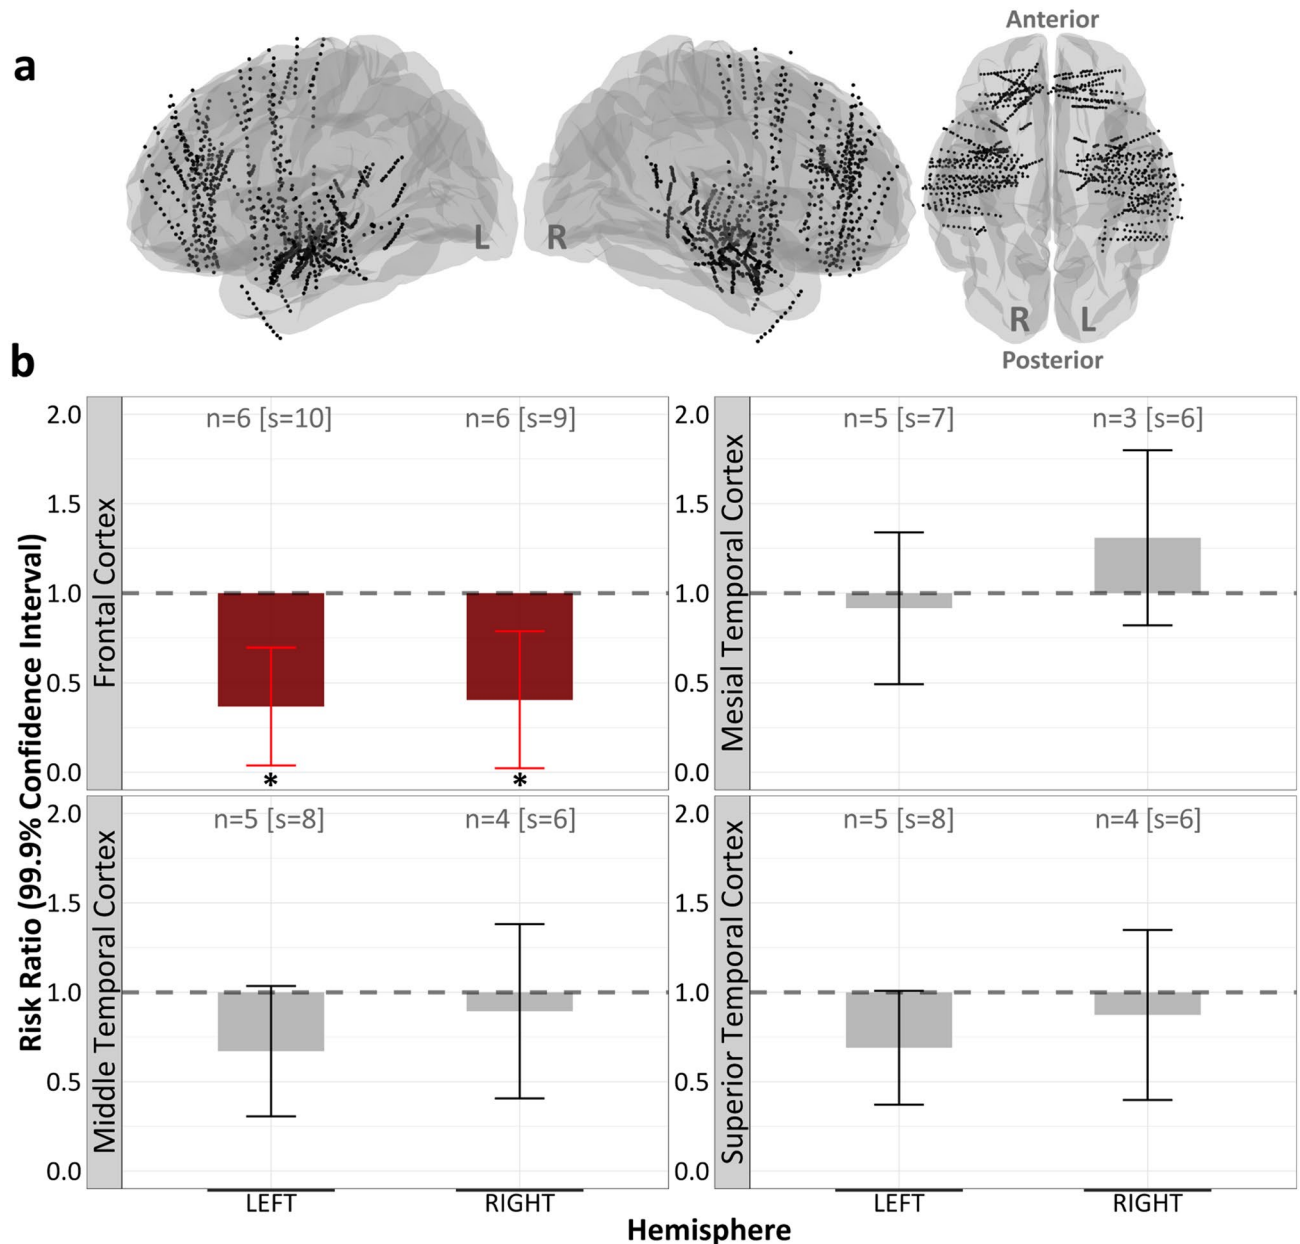 a
Anterior
L
R
R L
Posterior
b
Risk Ratio (99.9% Confidence Interval)
Frontal Cortex
2.0
1.5
1.0
0.5
0.0
n=6 [s=10]
n=6 [s=9]
*
*
Mesial Temporal Cortex
2.0
1.5
1.0
0.5
0.0
n=5 [s=7]
n=3 [s=6]
Middle Temporal Cortex
2.0
1.5
1.0
0.5
0.0
n=5 [s=8]
n=4 [s=6]
Superior Temporal Cortex
2.0
1.5
1.0
0.5
0.0
n=5 [s=8]
n=4 [s=6]
LEFT
RIGHT
LEFT
RIGHT
Hemisphere